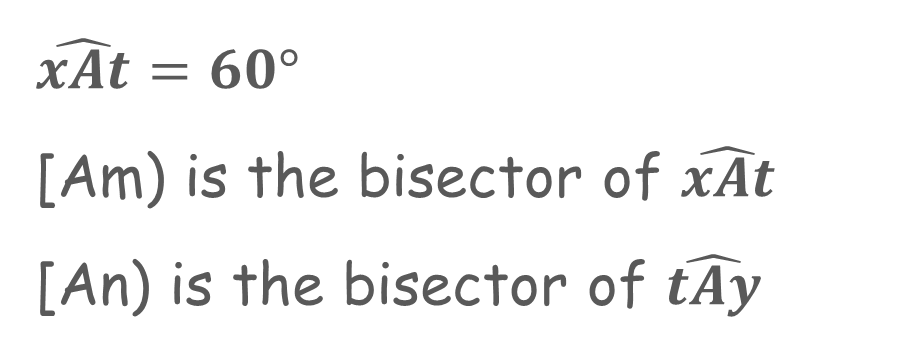 xÂt = 60°
[Am) is the bisector of xÂt
[An) is the bisector of tÂy